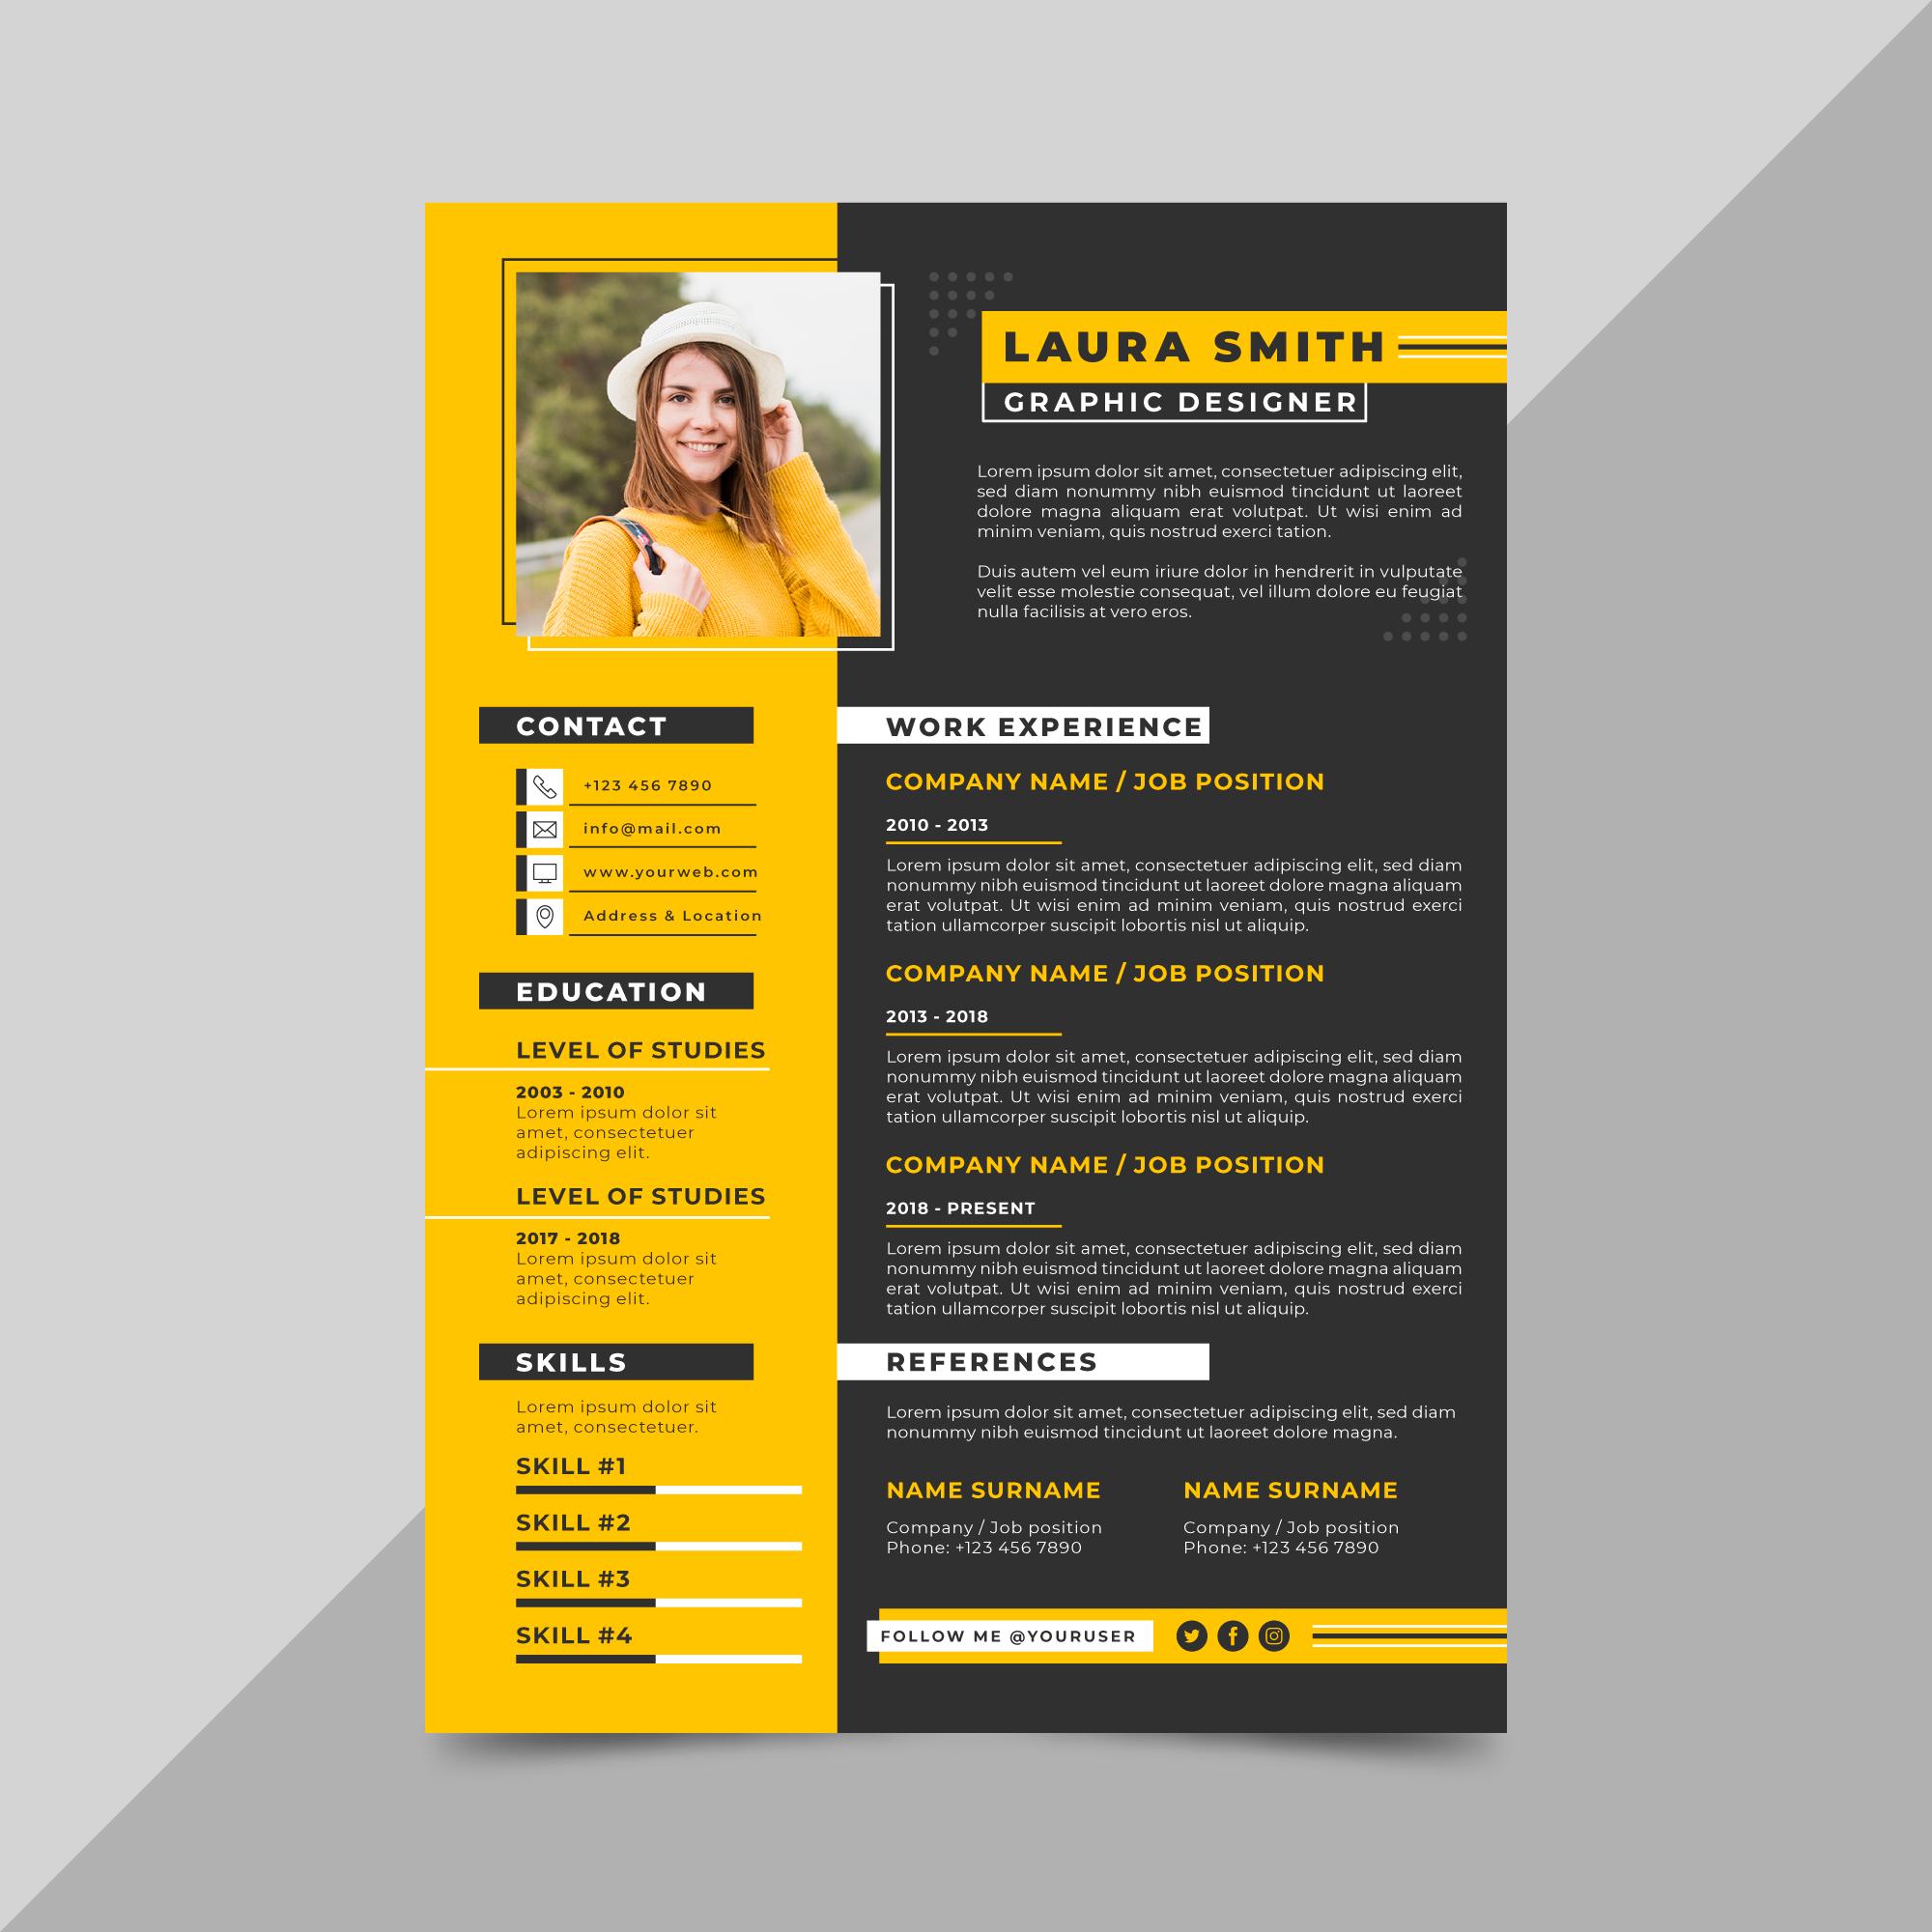 LAURA SMITH
GRAPHIC DESIGNER
Lorem ipsum dolor sit amet, consectetuer adipiscing elit,
sed diam nonummy nibh euismod tincidunt ut laoreet
dolore magna aliquam erat volutpat. Ut wisi enim ad
minim veniam, quis nostrud exerci tation.
Duis autem vel eum iriure dolor in hendrerit in vulputate
velit esse molestie consequat, vel illum dolore eu feugiat
nulla facilisis at vero eros.
CONTACT
+123 456 7890
info@mail.com
www.yourweb.com
Address & Location
EDUCATION
LEVEL OF STUDIES
2003 - 2010
Lorem ipsum dolor sit
amet, consectetuer
adipiscing elit.
LEVEL OF STUDIES
2017 - 2018
Lorem ipsum dolor sit
amet, consectetuer
adipiscing elit.
SKILLS
Lorem ipsum dolor sit
amet, consectetuer.
SKILL #1
SKILL #2
SKILL #3
SKILL #4
WORK EXPERIENCE
COMPANY NAME / JOB POSITION
2010 - 2013
Lorem ipsum dolor sit amet, consectetuer adipiscing elit, sed diam
nonummy nibh euismod tincidunt ut laoreet dolore magna aliquam
erat volutpat. Ut wisi enim ad minim veniam, quis nostrud exerci
tation ullamcorper suscipit lobortis nisl ut aliquip.
COMPANY NAME / JOB POSITION
2013 - 2018
Lorem ipsum dolor sit amet, consectetuer adipiscing elit, sed diam
nonummy nibh euismod tincidunt ut laoreet dolore magna aliquam
erat volutpat. Ut wisi enim ad minim veniam, quis nostrud exerci
tation ullamcorper suscipit lobortis nisl ut aliquip.
COMPANY NAME / JOB POSITION
2018 - PRESENT
Lorem ipsum dolor sit amet, consectetuer adipiscing elit, sed diam
nonummy nibh euismod tincidunt ut laoreet dolore magna aliquam
erat volutpat. Ut wisi enim ad minim veniam, quis nostrud exerci
tation ullamcorper suscipit lobortis nisl ut aliquip.
REFERENCES
Lorem ipsum dolor sit amet, consectetuer adipiscing elit, sed diam
nonummy nibh euismod tincidunt ut laoreet dolore magna.
NAME SURNAME
Company / Job position
Phone: +123 456 7890
NAME SURNAME
Company / Job position
Phone: +123 456 7890
FOLLOW ME @YOURUSER